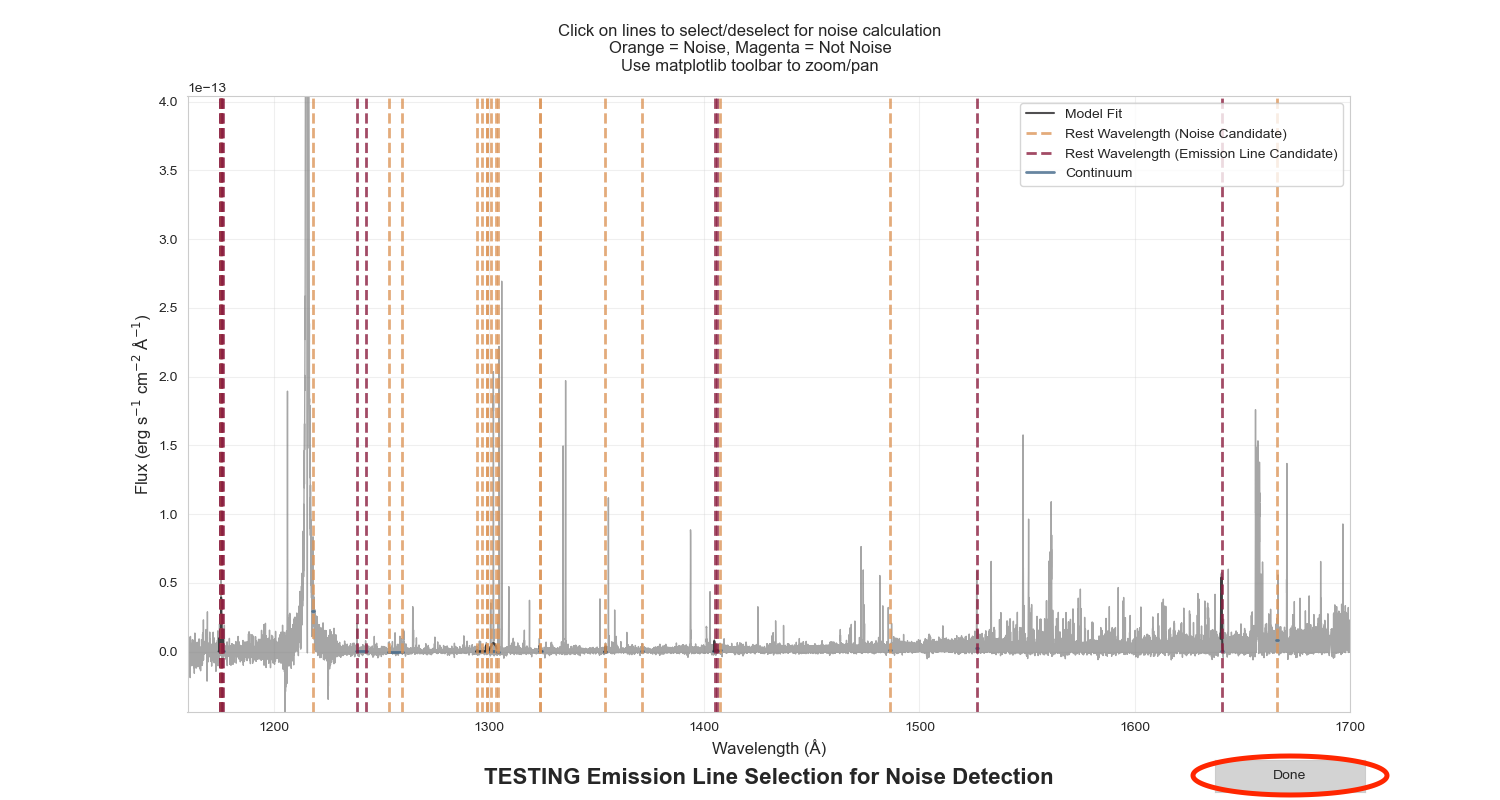 Click on lines to select/deselect for noise calculation
Orange = Noise, Magenta = Not Noise
Use matplotlib toolbar to zoom/pan
1e−13
4.0
3.5
3.0
2.5
2.0
1.5
1.0
0.5
0.0
Flux (erg s⁻¹ cm⁻² Å⁻¹)
Model Fit
Rest Wavelength (Noise Candidate)
Rest Wavelength (Emission Line Candidate)
Continuum
1200 1300 1400 1500 1600 1700
Wavelength (Å)
TESTING Emission Line Selection for Noise Detection
Done